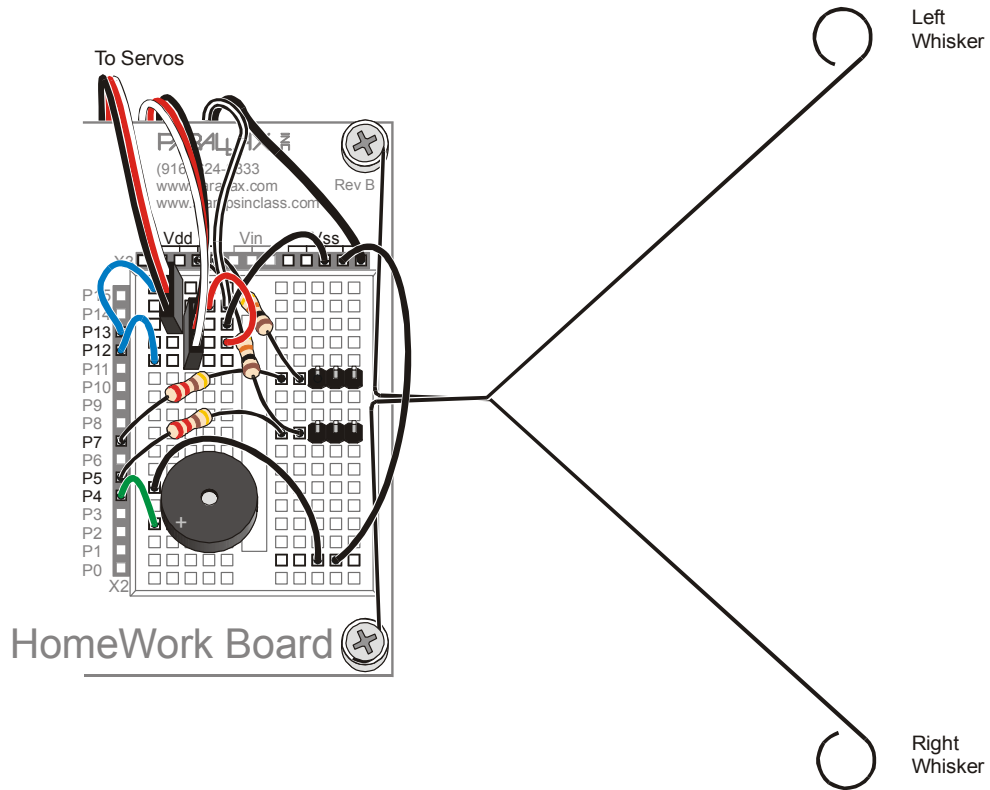 Left
Whisker
To Servos
(916)
Rev B
Vdd
Vin
Vss
X3
P14
P13
P12
P11
P10
P9
P8
P7
P6
P5
P4
P3
P2
P1
P0
X2
+
HomeWork Board
Right
Whisker